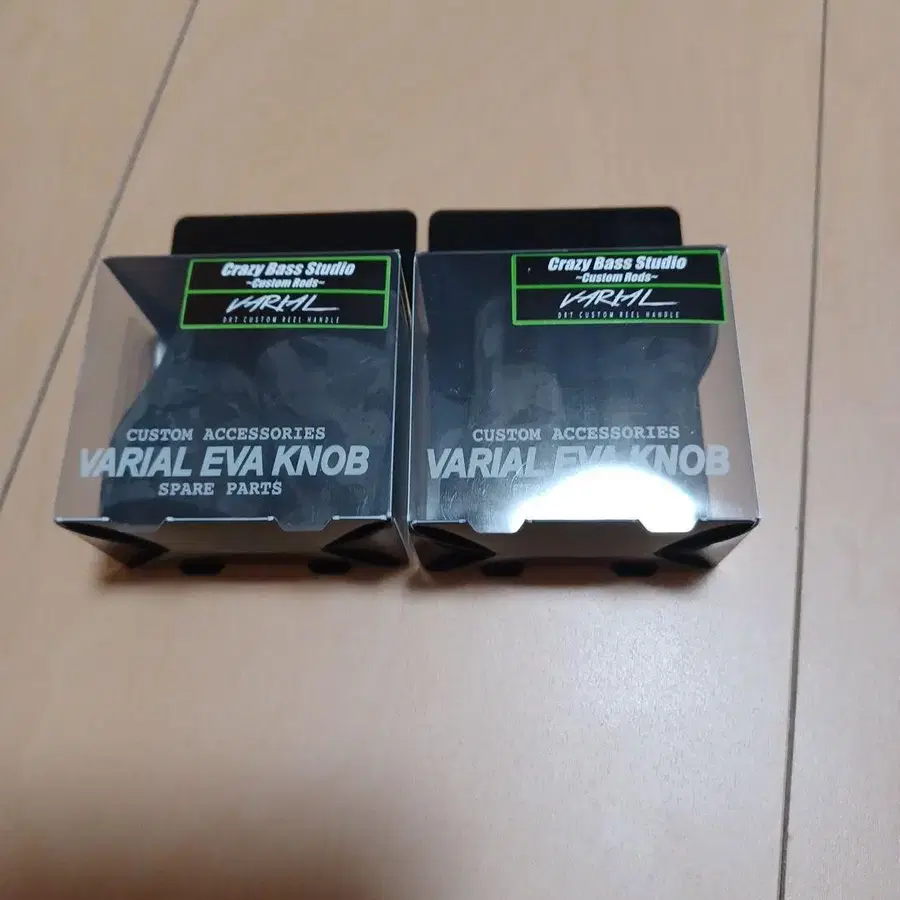 Crazy Bass Studio
~Custom Rods~
VARIAL
DRT CUSTOM REEL HANDLE
CUSTOM ACCESSORIES
VARIAL EVA KNOB
SPARE PARTS
Crazy Bass Studio
~Custom Rods~
VARIAL
DRT CUSTOM REEL HANDLE
CUSTOM ACCESSORIES
VARIAL EVA KNOB